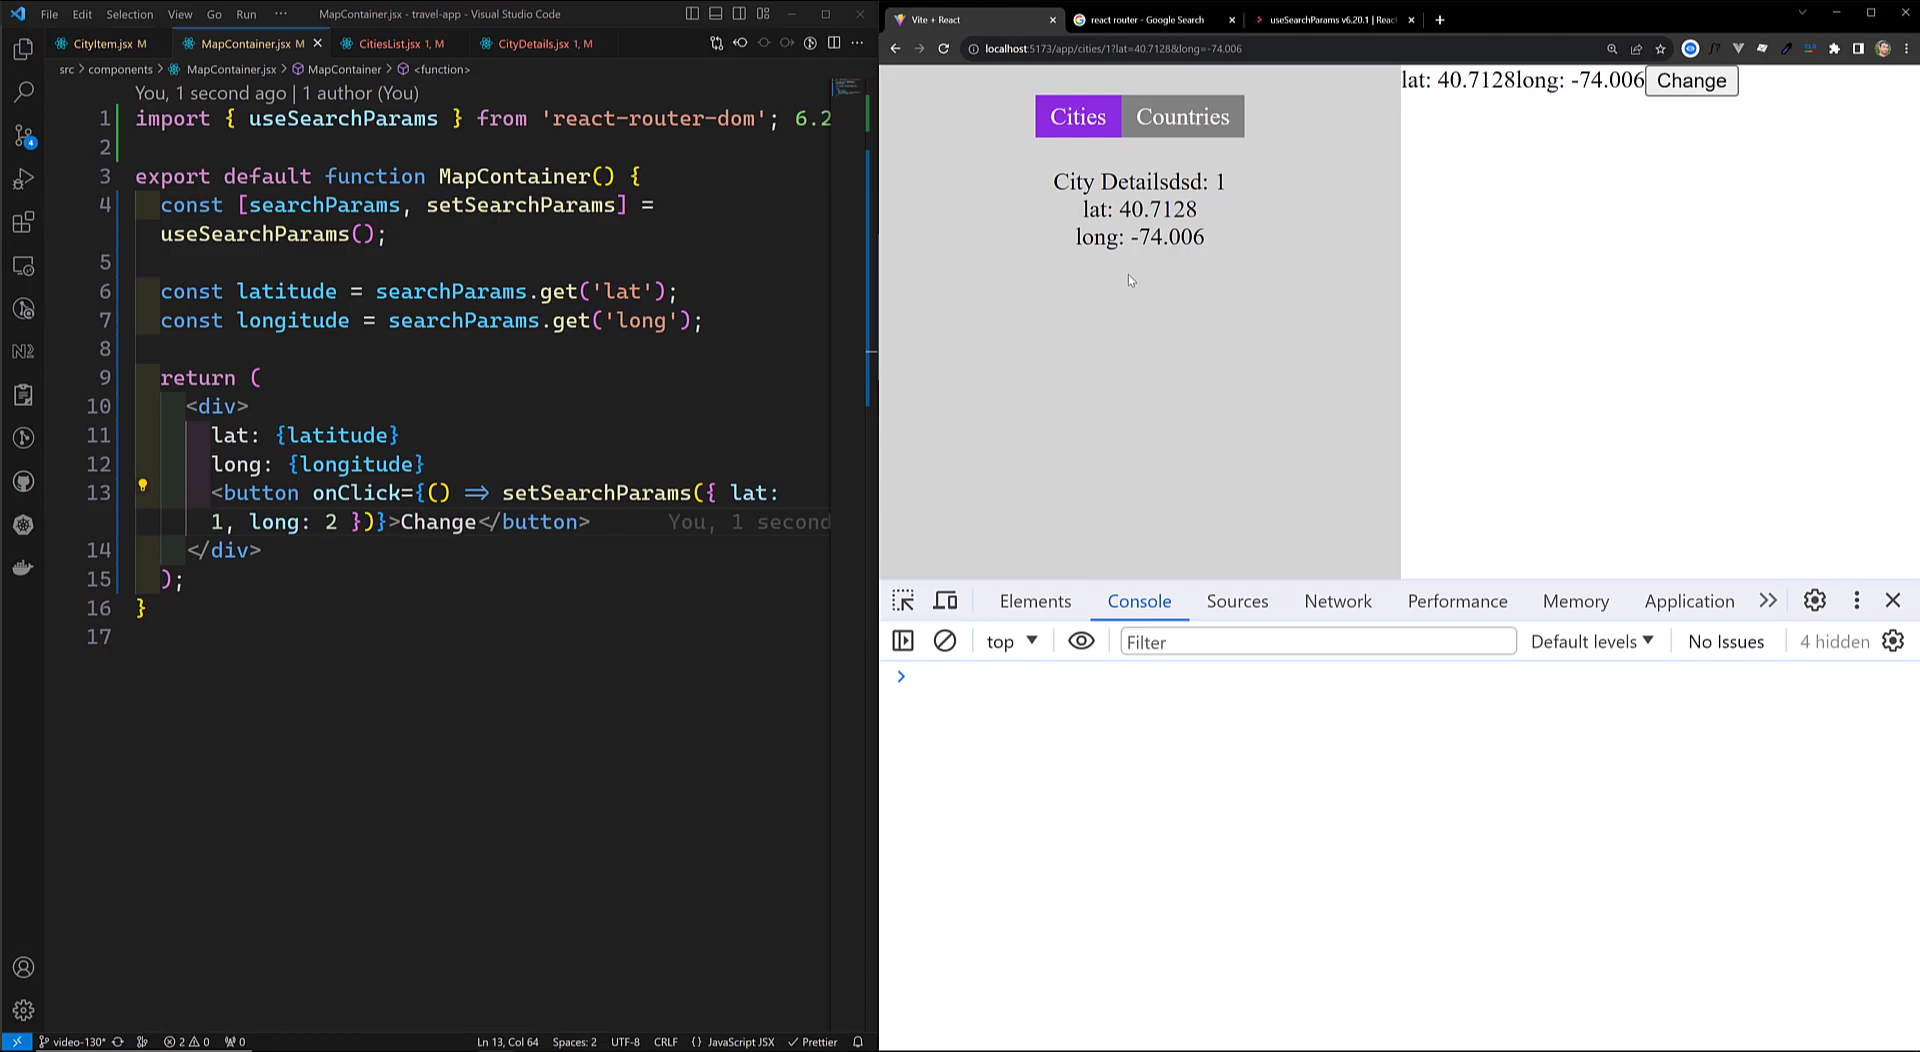 File Edit Selection View Go Run ··· MapContainer.jsx - travel-app - Visual Studio Code
CityItem.jsx M MapContainer.jsx M CitiesList.jsx 1, M CityDetails.jsx 1, M
src > components > MapContainer.jsx > MapContainer > <function>
You, 1 second ago | 1 author (You)
1 import { useSearchParams } from 'react-router-dom'; 6.2
2
3 export default function MapContainer() {
4 const [searchParams, setSearchParams] =
useSearchParams();
5
6 const latitude = searchParams.get('lat');
7 const longitude = searchParams.get('long');
8
9 return (
10 <div>
11 lat: {latitude}
12 long: {longitude}
13 <button onClick={() => setSearchParams({ lat:
1, long: 2 })}>Change</button> You, 1 second
14 </div>
15 );
16 }
17
video-130* 2 0 0 Ln 13, Col 64 Spaces: 2 UTF-8 CRLF {} JavaScript JSX Prettier
Vite + React react router - Google Search useSearchParams v6.20.1 | React
localhost:5173/app/cities/1?lat=40.7128&long=-74.006
Cities Countries
City Detailsdsd: 1
lat: 40.7128
long: -74.006
lat: 40.7128long: -74.006 Change
Elements Console Sources Network Performance Memory Application
top Filter Default levels No Issues 4 hidden